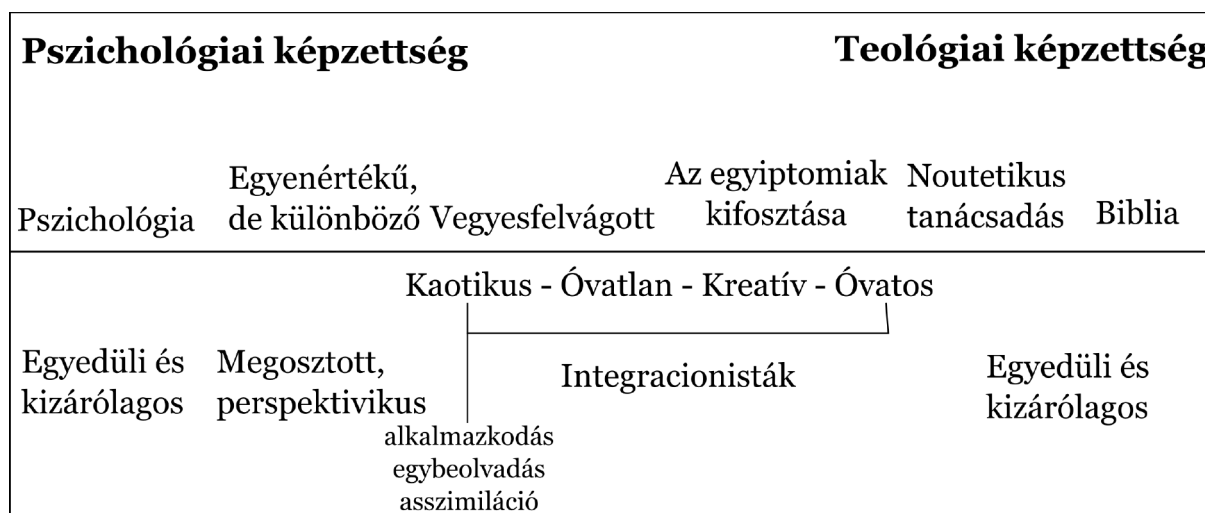 Pszichológiai képzettség
Teológiai képzettség
Pszichológia
Egyenértékű,
de különböző
Vegyesfelvágott
Az egyiptomiak
kifosztása
Noutetikus
tanácsadás
Biblia
Kaotikus - Óvatlan - Kreatív - Óvatos
Egyedüli és
kizárólagos
Megosztott,
perspektivikus
Integracionisták
Egyedüli és
kizárólagos
alkalmazkodás
egybeolvadás
asszimiláció